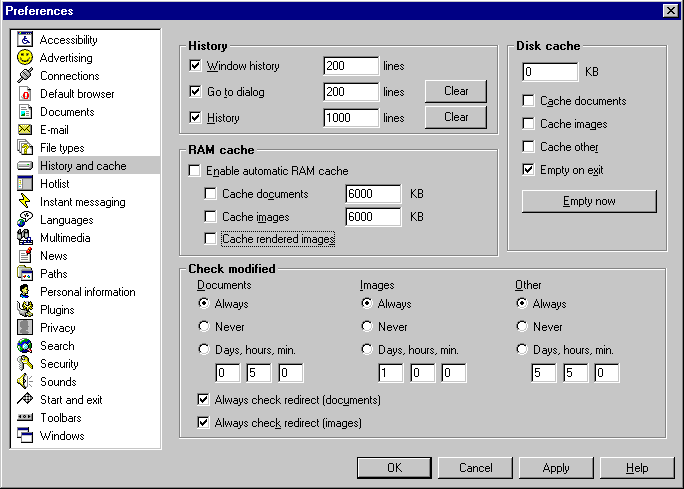 Preferences
Accessibility
Advertising
Connections
Default browser
Documents
E-mail
File types
History and cache
Hotlist
Instant messaging
Languages
Multimedia
News
Paths
Personal information
Plugins
Privacy
Search
Security
Sounds
Start and exit
Toolbars
Windows
History
Window history 200 lines
Go to dialog 200 lines Clear
History 1000 lines Clear
RAM cache
Enable automatic RAM cache
Cache documents 6000 KB
Cache images 6000 KB
Cache rendered images
Disk cache
0 KB
Cache documents
Cache images
Cache other
Empty on exit
Empty now
Check modified
Documents Images Other
Always Always Always
Never Never Never
Days, hours, min. Days, hours, min. Days, hours, min.
0 5 0 1 0 0 5 5 0
Always check redirect (documents)
Always check redirect (images)
OK Cancel Apply Help